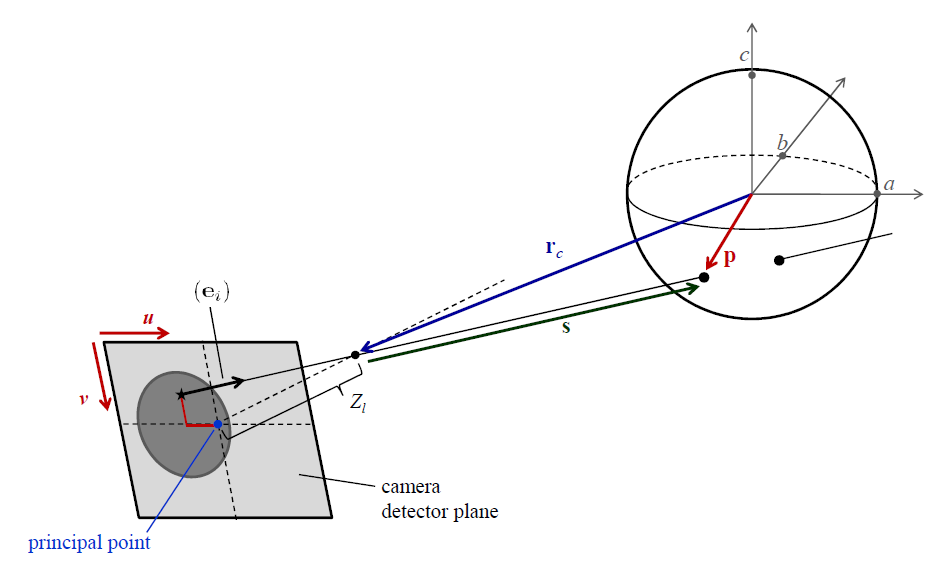 c
b
a
r_c
p
(e_i)
s
u
v
Z_l
camera
detector plane
principal point